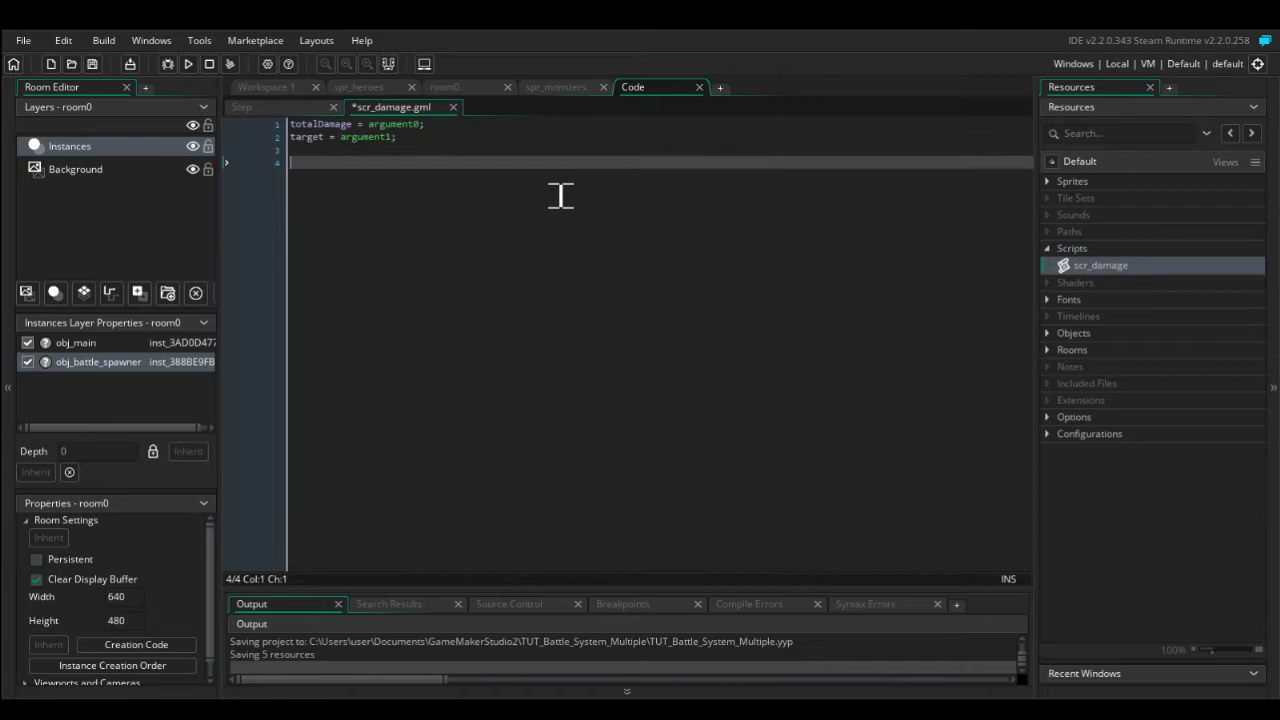 File Edit Build Windows Tools Marketplace Layouts Help IDE v2.2.0.343 Steam Runtime v2.2.0.258
Windows | Local | VM | Default | default
Room Editor
Layers - room0
Instances
Background
Instances Layer Properties - room0
obj_main inst_3AD0D477
obj_battle_spawner inst_388BE9FB
Depth 0 Inherit
Inherit
Properties - room0
Room Settings
Inherit
Persistent
Clear Display Buffer
Width 640
Height 480
Inherit Creation Code
Instance Creation Order
Viewports and Cameras
Workspace 1 spr_heroes room0 spr_monsters Code
Step *scr_damage.gml
1 totalDamage = argument0;
2 target = argument1;
3
4
4/4 Col:1 Ch:1 INS
Output Search Results Source Control Breakpoints Compile Errors Syntax Errors
Output
Saving project to: C:\Users\user\Documents\GameMakerStudio2\TUT_Battle_System_Multiple\TUT_Battle_System_Multiple.yyp
Saving 5 resources
Resources
Resources
Search...
Default Views
Sprites
Tile Sets
Sounds
Paths
Scripts
scr_damage
Shaders
Fonts
Timelines
Objects
Rooms
Notes
Included Files
Extensions
Options
Configurations
100%
Recent Windows